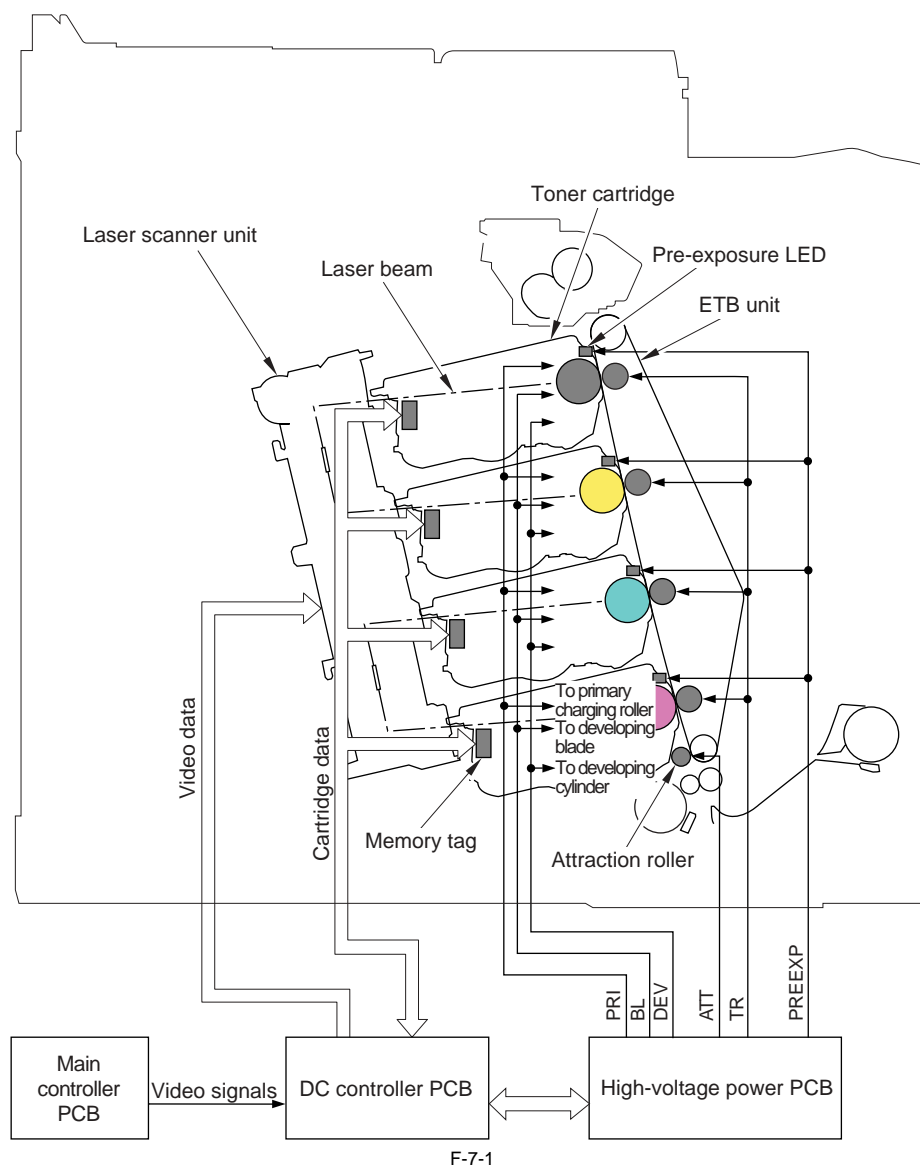 Toner cartridge
Laser scanner unit
Pre-exposure LED
Laser beam
ETB unit
To primary
charging roller
To developing
blade
To developing
cylinder
Video data
Cartridge data
Memory tag
Attraction roller
PRI
BL
DEV
ATT
TR
PREEXP
Main
controller
PCB
Video signals
DC controller PCB
High-voltage power PCB
F-7-1